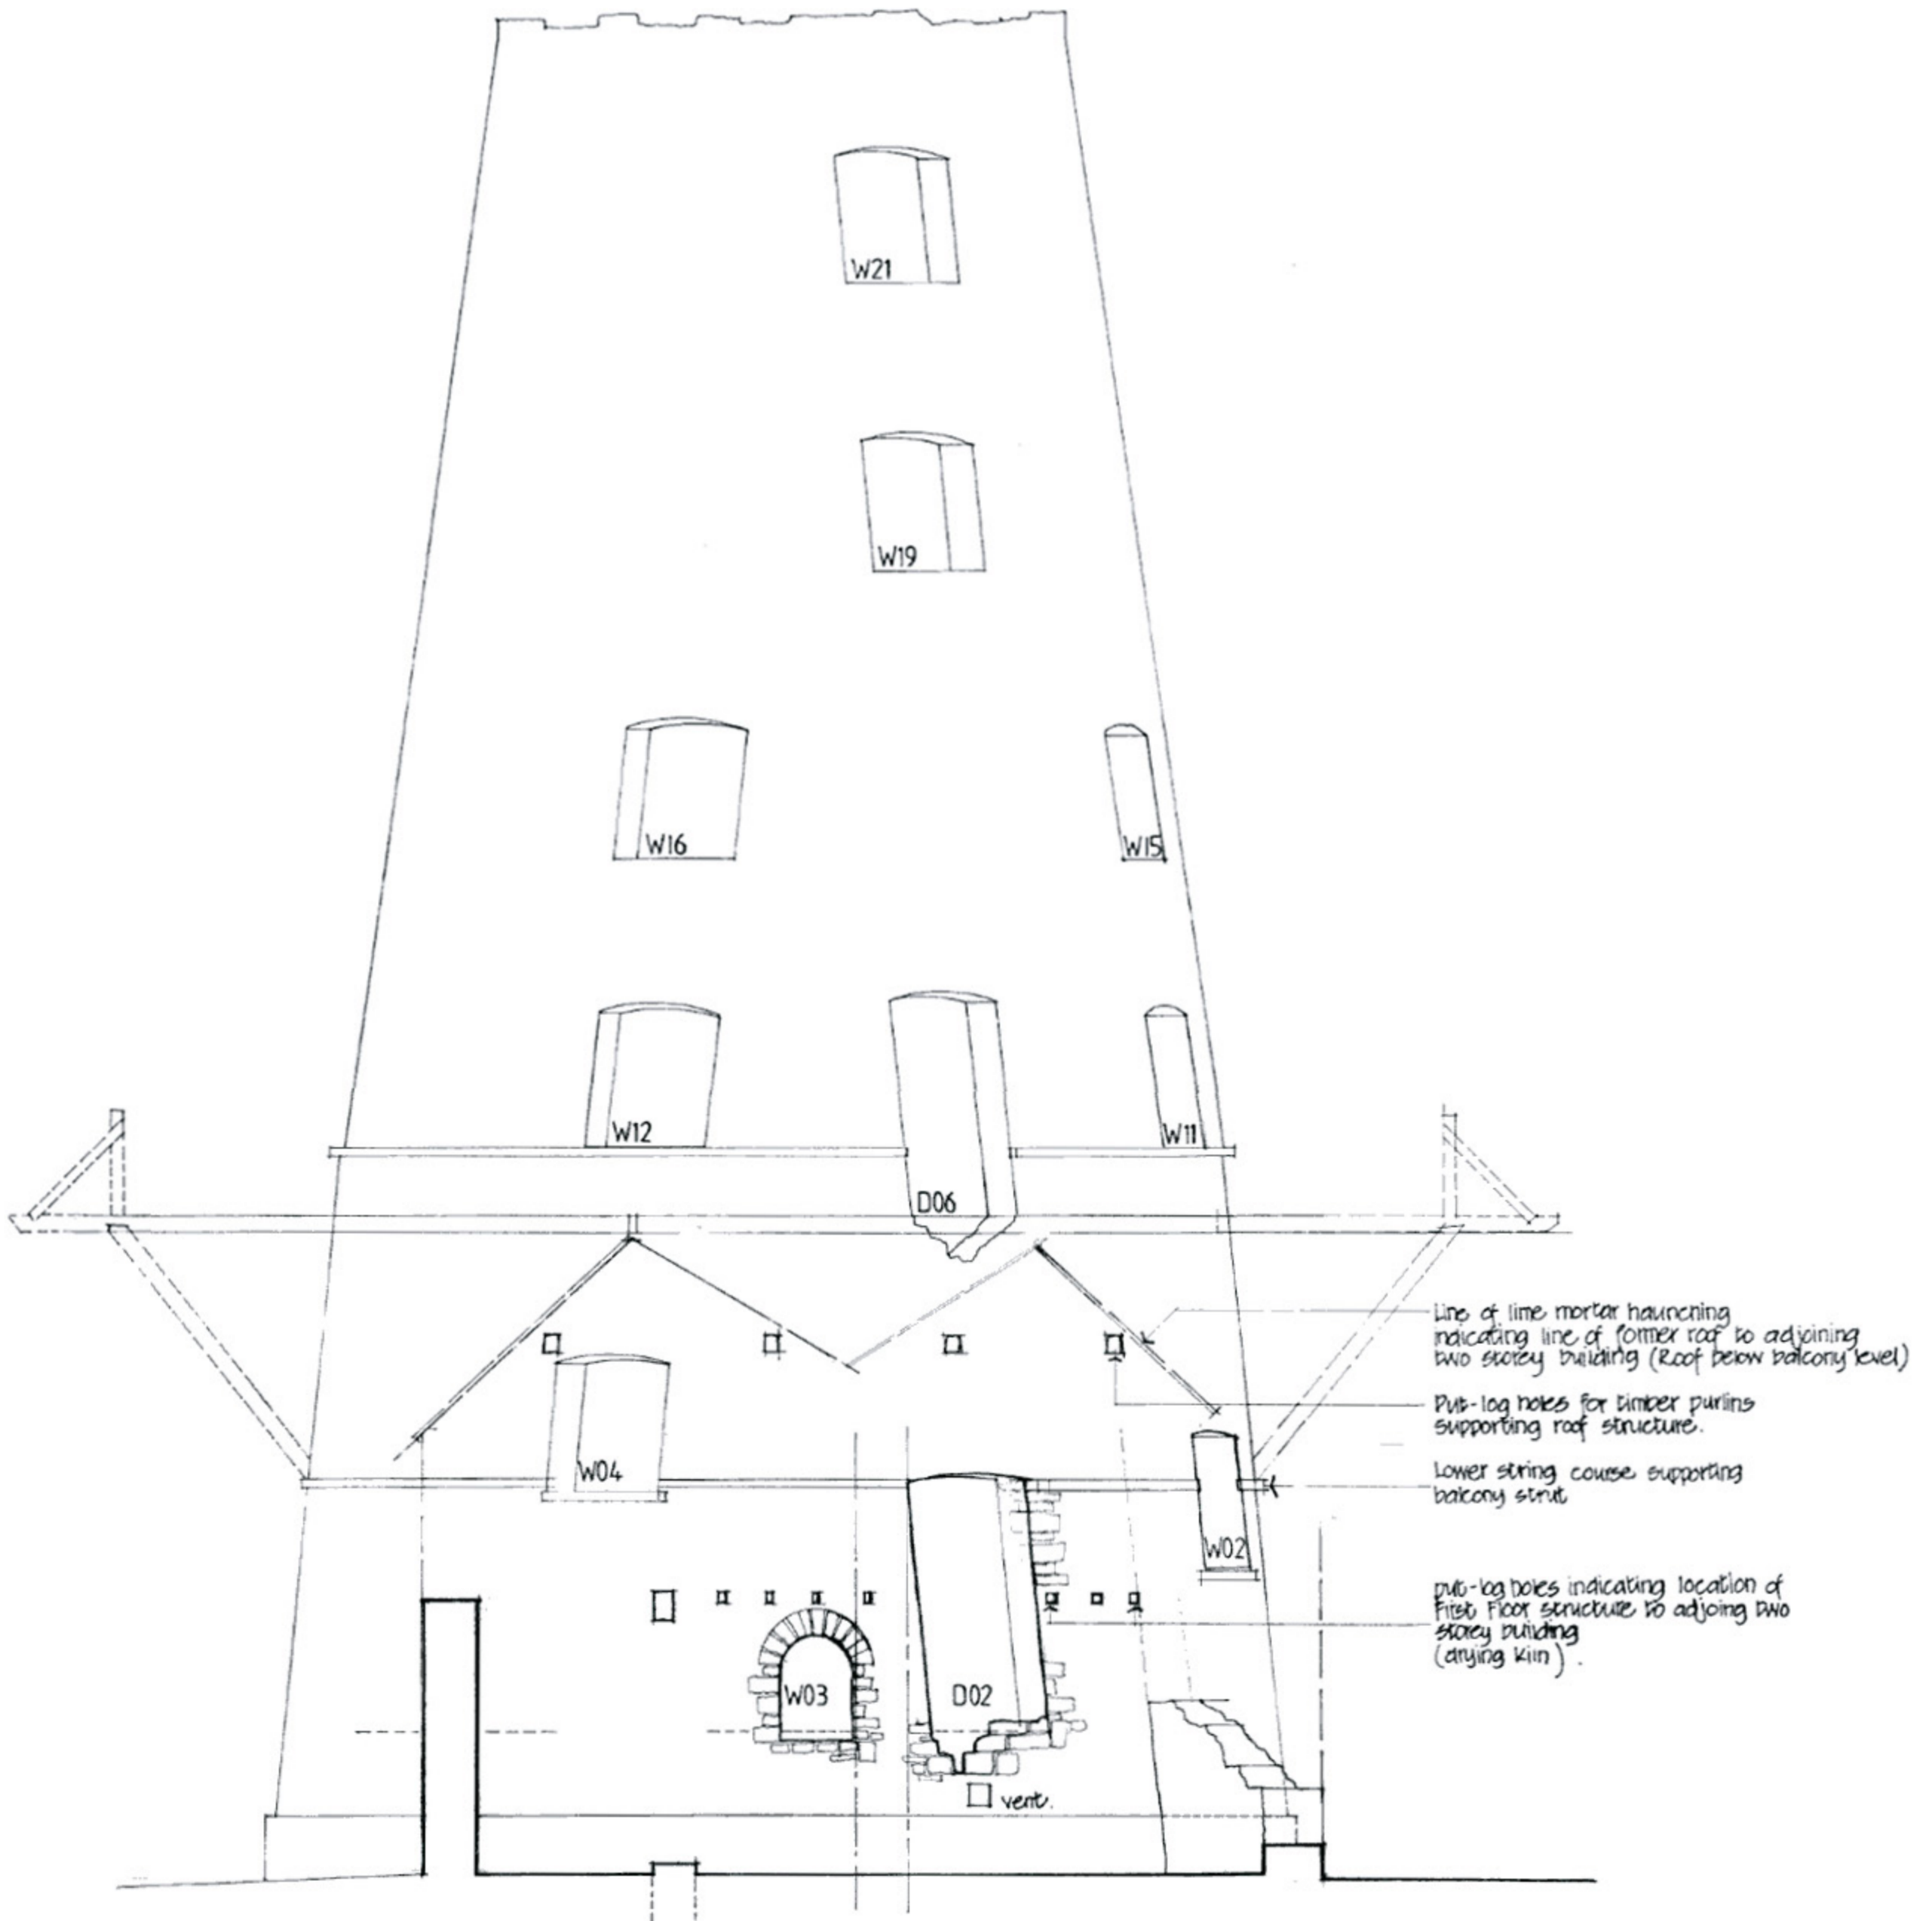 W21
W19
W16
W15
W12
W11
D06
Line of lime mortar haunching
indicating line of former roof to adjoining
two storey building (Roof below balcony level)
Put-log holes for timber purlins
supporting roof structure.
W04
Lower string course supporting
balcony strut
W02
put-log holes indicating location of
First Floor structure to adjoing two
storey building
(drying kiln).
W03
D02
vent.